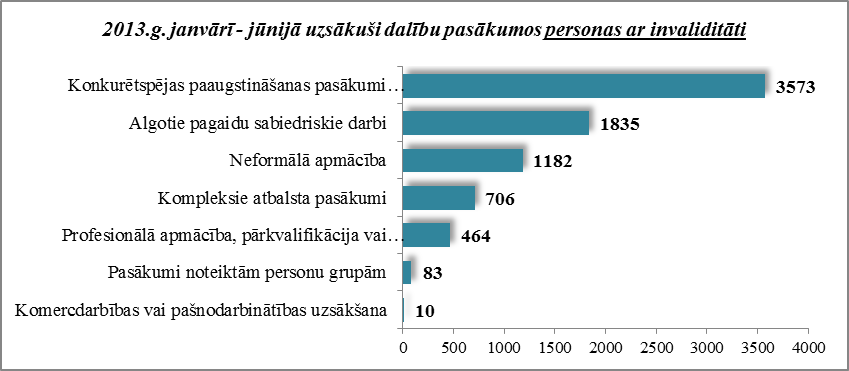 2013.g. janvārī - jūnijā uzsākuši dalību pasākumos personas ar invaliditāti
Konkurētspējas paaugstināšanas pasākumi… 3573
Algotie pagaidu sabiedriskie darbi 1835
Neformālā apmācība 1182
Kompleksie atbalsta pasākumi 706
Profesionālā apmācība, pārkvalifikācija vai… 464
Pasākumi noteiktām personu grupām 83
Komercdarbības vai pašnodarbinātības uzsākšana 10
0 500 1000 1500 2000 2500 3000 3500 4000